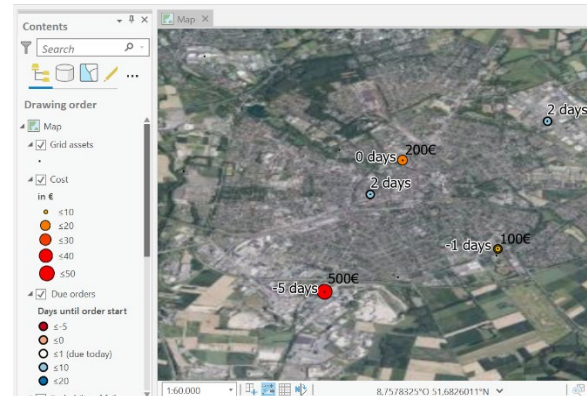 Contents
Search
Drawing order
Map
Grid assets
Cost
in €
≤10
≤20
≤30
≤40
≤50
Due orders
Days until order start
≤-5
≤0
≤1 (due today)
≤10
≤20
Map
2 days
200€
0 days
2 days
100€
-1 days
500€
-5 days
1:60.000
8,7578325°O 51,6826011°N